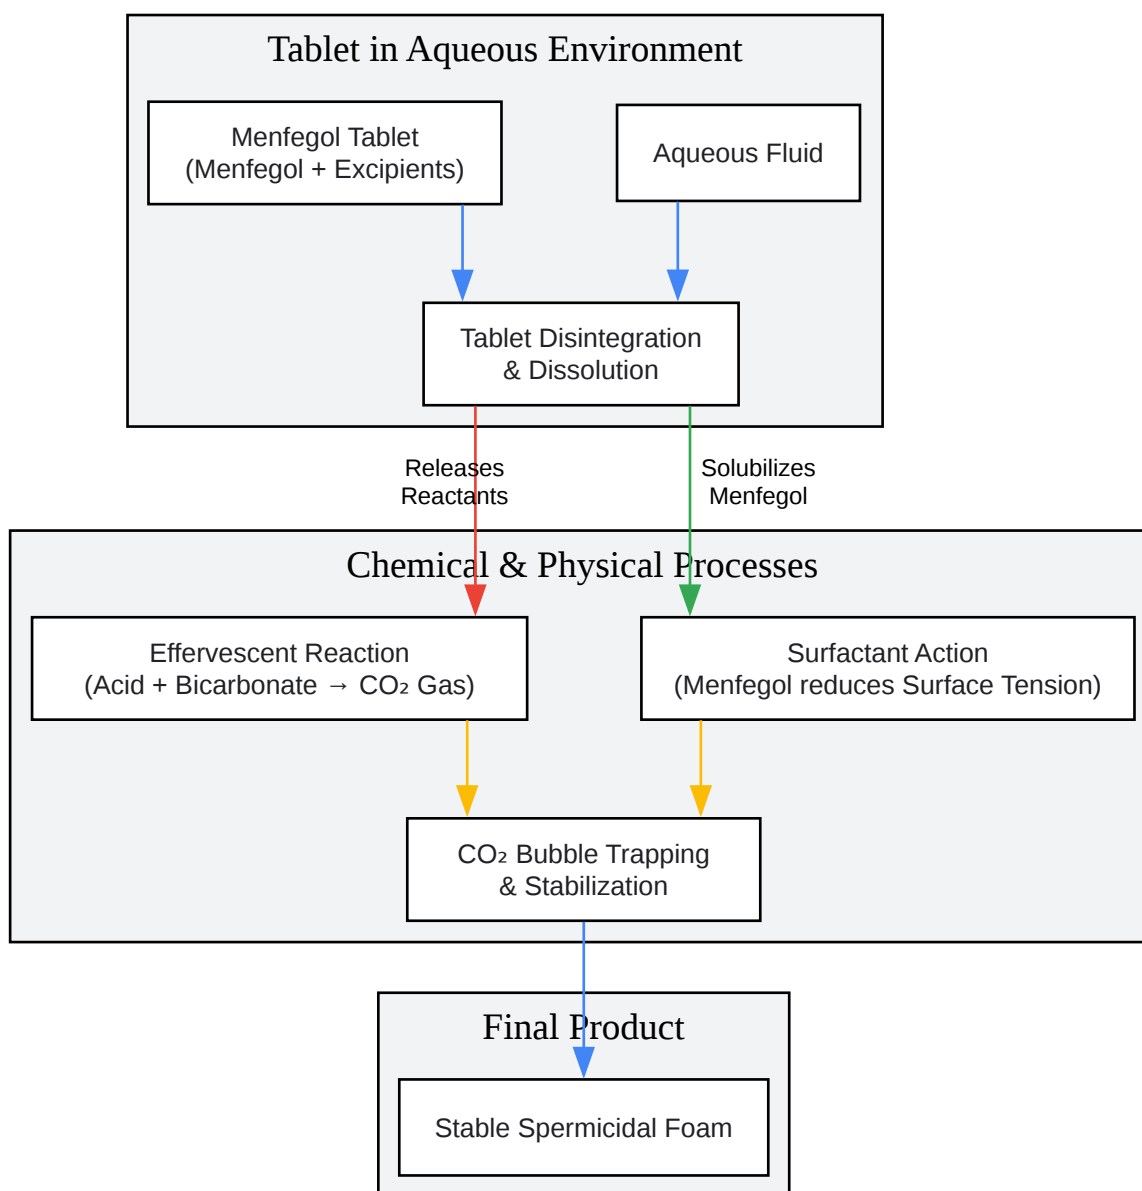 Tablet in Aqueous Environment
Menfegol Tablet
(Menfegol + Excipients)
Aqueous Fluid
Tablet Disintegration
& Dissolution
Releases
Reactants
Solubilizes
Menfegol
Chemical & Physical Processes
Effervescent Reaction
(Acid + Bicarbonate → CO₂ Gas)
Surfactant Action
(Menfegol reduces Surface Tension)
CO₂ Bubble Trapping
& Stabilization
Final Product
Stable Spermicidal Foam